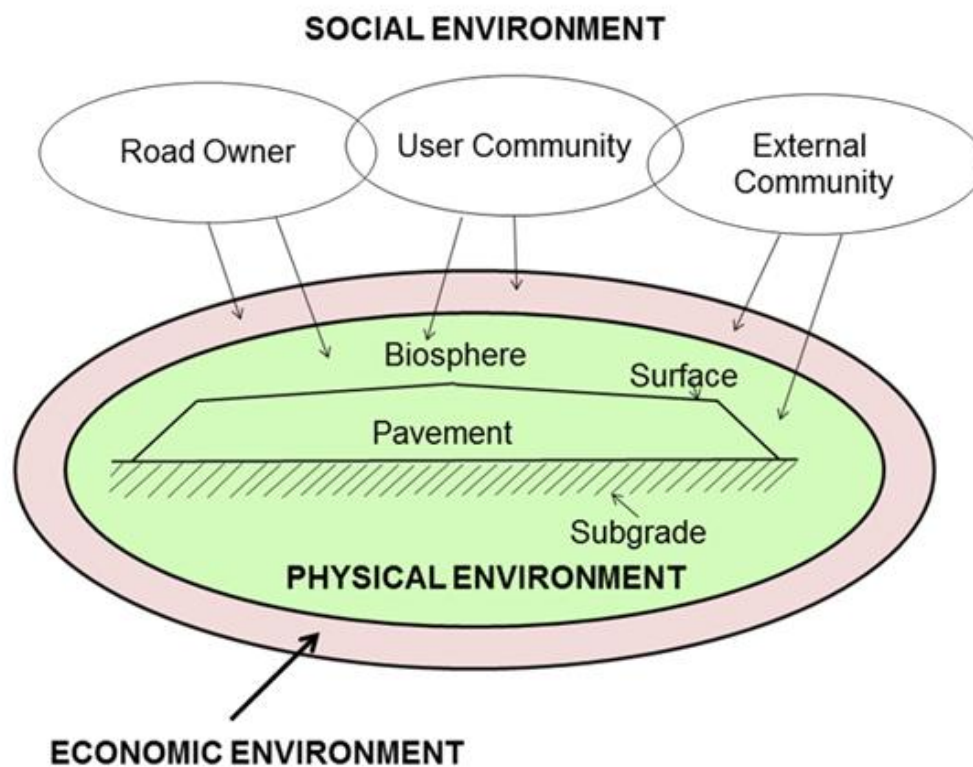 SOCIAL ENVIRONMENT
Road Owner
User Community
External
Community
Biosphere
Surface
Pavement
Subgrade
PHYSICAL ENVIRONMENT
ECONOMIC ENVIRONMENT